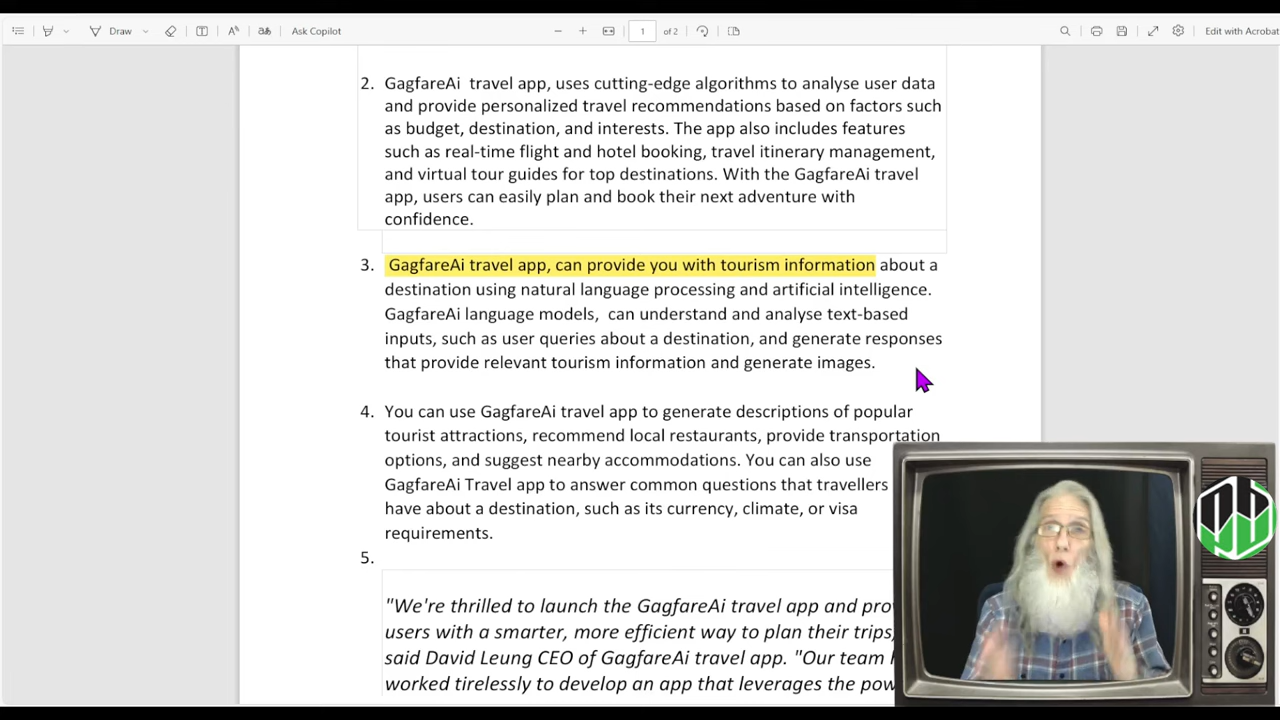 Draw
Ask Copilot
1 of 2
Edit with Acrobat
2. GagfareAi travel app, uses cutting-edge algorithms to analyse user data
and provide personalized travel recommendations based on factors such
as budget, destination, and interests. The app also includes features
such as real-time flight and hotel booking, travel itinerary management,
and virtual tour guides for top destinations. With the GagfareAi travel
app, users can easily plan and book their next adventure with
confidence.
3. GagfareAi travel app, can provide you with tourism information about a
destination using natural language processing and artificial intelligence.
GagfareAi language models, can understand and analyse text-based
inputs, such as user queries about a destination, and generate responses
that provide relevant tourism information and generate images.
4. You can use GagfareAi travel app to generate descriptions of popular
tourist attractions, recommend local restaurants, provide transportation
options, and suggest nearby accommodations. You can also use
GagfareAi Travel app to answer common questions that travellers
have about a destination, such as its currency, climate, or visa
requirements.
5.
"We're thrilled to launch the GagfareAi travel app and
users with a smarter, more efficient way to plan their trips,
said David Leung CEO of GagfareAi travel app. "Our team
worked tirelessly to develop an app that leverages the